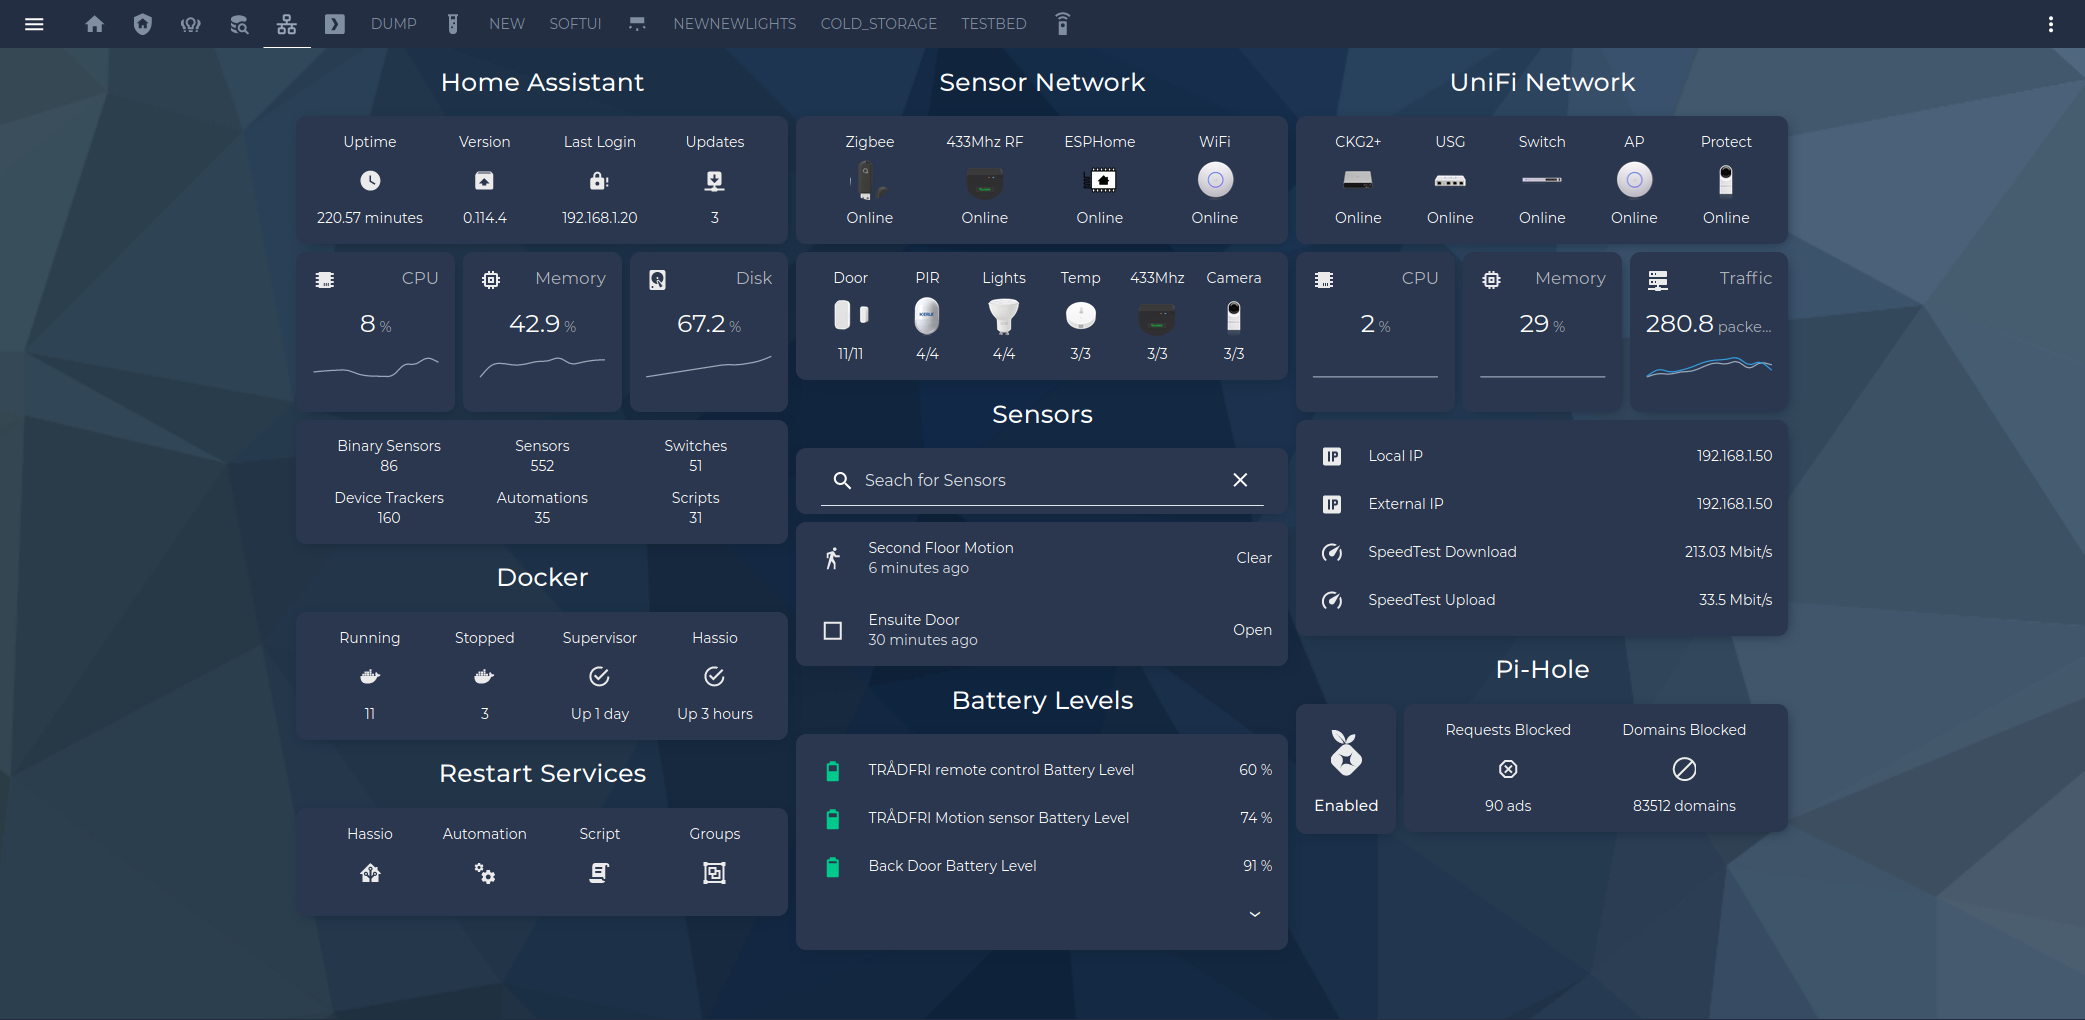 DUMP NEW SOFTUI NEWNEWLIGHTS COLD_STORAGE TESTBED
Home Assistant
Uptime Version Last Login Updates
220.57 minutes 0.114.4 192.168.1.20 3
CPU Memory Disk
8 % 42.9 % 67.2 %
Binary Sensors Sensors Switches
86 552 51
Device Trackers Automations Scripts
160 35 31
Docker
Running Stopped Supervisor Hassio
11 3 Up 1 day Up 3 hours
Restart Services
Hassio Automation Script Groups
Sensor Network
Zigbee 433Mhz RF ESPHome WiFi
Online Online Online Online
Door PIR Lights Temp 433Mhz Camera
11/11 4/4 4/4 3/3 3/3 3/3
Sensors
Seach for Sensors
Second Floor Motion
6 minutes ago
Clear
Ensuite Door
30 minutes ago
Open
Battery Levels
TRÅDFRI remote control Battery Level 60 %
TRÅDFRI Motion sensor Battery Level 74 %
Back Door Battery Level 91 %
UniFi Network
CKG2+ USG Switch AP Protect
Online Online Online Online Online
CPU Memory Traffic
2 % 29 % 280.8 packe...
IP Local IP 192.168.1.50
IP External IP 192.168.1.50
SpeedTest Download 213.03 Mbit/s
SpeedTest Upload 33.5 Mbit/s
Pi-Hole
Enabled
Requests Blocked Domains Blocked
90 ads 83512 domains